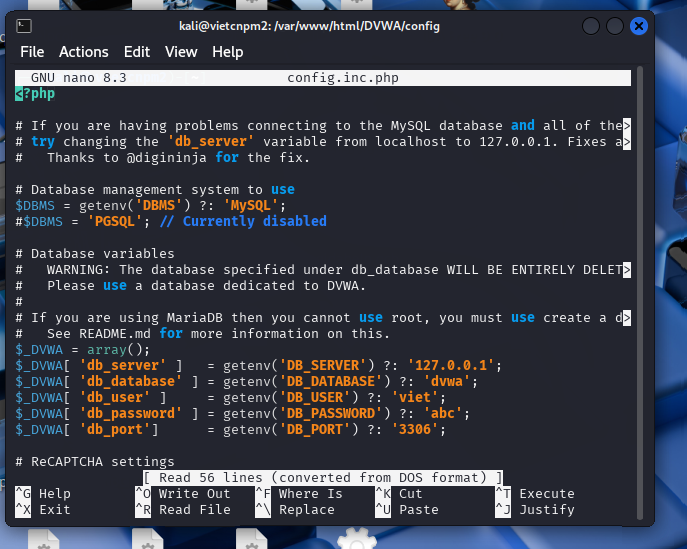 kali@vietcnpm2: /var/www/html/DVWA/config
File Actions Edit View Help
GNU nano 8.3 config.inc.php
<?php
# If you are having problems connecting to the MySQL database and all of the>
# try changing the 'db_server' variable from localhost to 127.0.0.1. Fixes a>
#   Thanks to @digininja for the fix.
# Database management system to use
$DBMS = getenv('DBMS') ?: 'MySQL';
#$DBMS = 'PGSQL'; // Currently disabled
# Database variables
#   WARNING: The database specified under db_database WILL BE ENTIRELY DELET>
#   Please use a database dedicated to DVWA.
#
# If you are using MariaDB then you cannot use root, you must use create a d>
#   See README.md for more information on this.
$_DVWA = array();
$_DVWA[ 'db_server' ]   = getenv('DB_SERVER') ?: '127.0.0.1';
$_DVWA[ 'db_database' ] = getenv('DB_DATABASE') ?: 'dvwa';
$_DVWA[ 'db_user' ]     = getenv('DB_USER') ?: 'viet';
$_DVWA[ 'db_password' ] = getenv('DB_PASSWORD') ?: 'abc';
$_DVWA[ 'db_port']      = getenv('DB_PORT') ?: '3306';
# ReCAPTCHA settings
[ Read 56 lines (converted from DOS format) ]
^G Help ^O Write Out ^F Where Is ^K Cut ^T Execute
^X Exit ^R Read File ^\ Replace ^U Paste ^J Justify